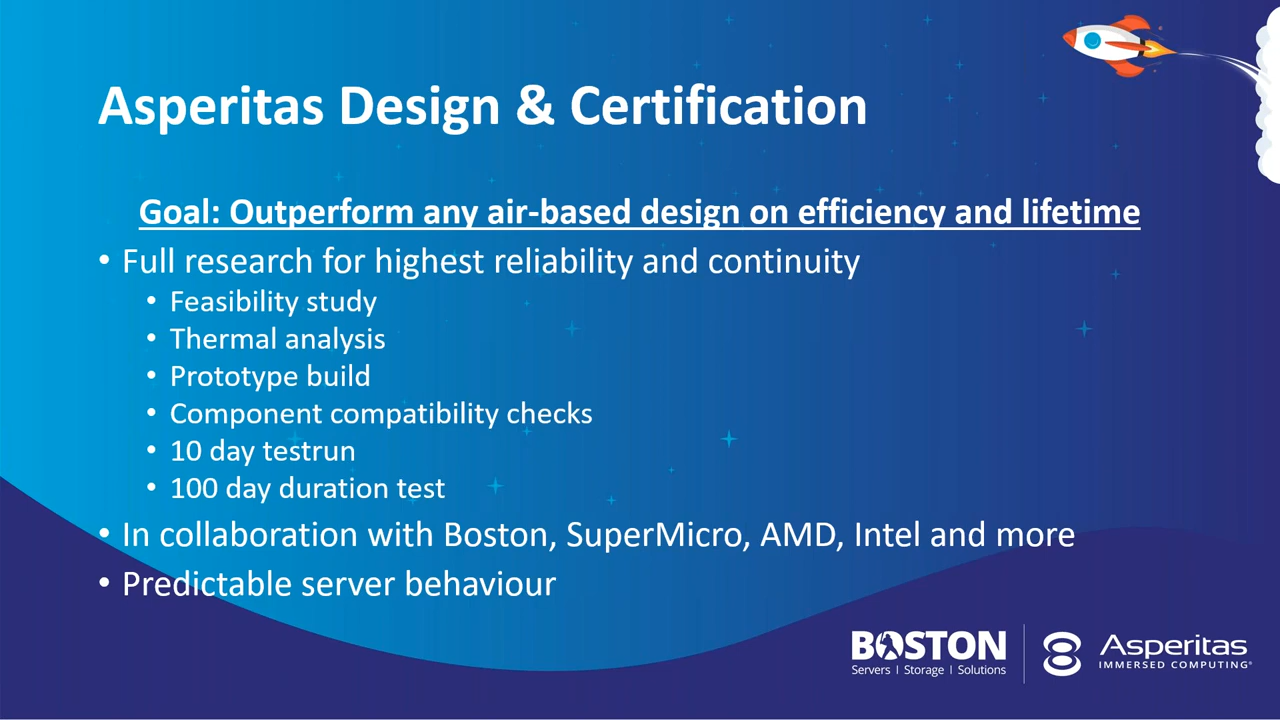 Asperitas Design & Certification
Goal: Outperform any air-based design on efficiency and lifetime
• Full research for highest reliability and continuity
• Feasibility study
• Thermal analysis
• Prototype build
• Component compatibility checks
• 10 day testrun
• 100 day duration test
• In collaboration with Boston, SuperMicro, AMD, Intel and more
• Predictable server behaviour
BOSTON
Servers | Storage | Solutions
Asperitas
IMMERSED COMPUTING®